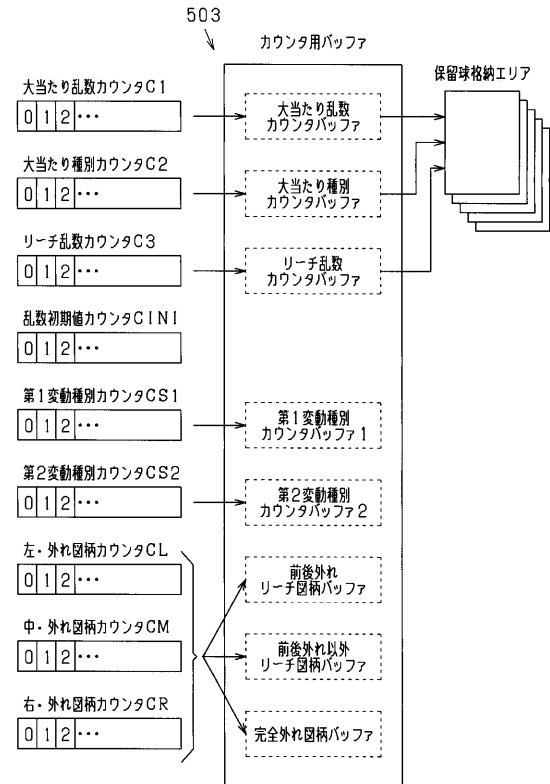 503
カウンタ用バッファ
保留球格納エリア
大当たり乱数カウンタC1
0 1 2 ・・・
大当たり乱数
カウンタバッファ
大当たり種別カウンタC2
0 1 2 ・・・
大当たり種別
カウンタバッファ
リーチ乱数カウンタC3
0 1 2 ・・・
リーチ乱数
カウンタバッファ
乱数初期値カウンタCINI
0 1 2 ・・・
第1変動種別カウンタCS1
0 1 2 ・・・
第1変動種別
カウンタバッファ1
第2変動種別カウンタCS2
0 1 2 ・・・
第2変動種別
カウンタバッファ2
左・外れ図柄カウンタCL
0 1 2 ・・・
前後外れ
リーチ図柄バッファ
中・外れ図柄カウンタCM
0 1 2 ・・・
前後外れ以外
リーチ図柄バッファ
右・外れ図柄カウンタCR
0 1 2 ・・・
完全外れ図柄バッファ